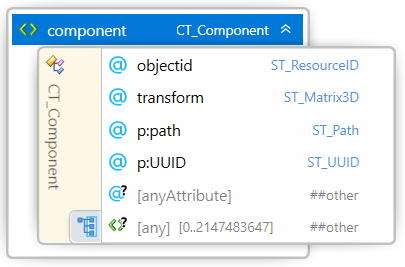 component CT_Component
CT_Component
@ objectid ST_ResourceID
@ transform ST_Matrix3D
@ p:path ST_Path
@ p:UUID ST_UUID
@? [anyAttribute] ##other
<>? [any] [0..2147483647] ##other